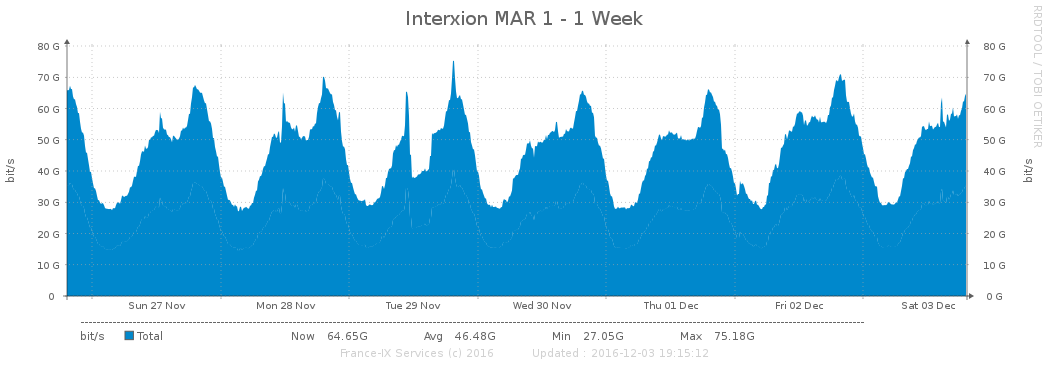 Interxion MAR 1 - 1 Week
RRDTOOL / TOBI OETIKER
bit/s
80 G 80 G
70 G 70 G
60 G 60 G
50 G 50 G
40 G 40 G
30 G 30 G
20 G 20 G
10 G 10 G
0 0 G
bit/s
Sun 27 Nov Mon 28 Nov Tue 29 Nov Wed 30 Nov Thu 01 Dec Fri 02 Dec Sat 03 Dec
bit/s Total Now 64.65G Avg 46.48G Min 27.05G Max 75.18G
France-IX Services (c) 2016 Updated : 2016-12-03 19:15:12